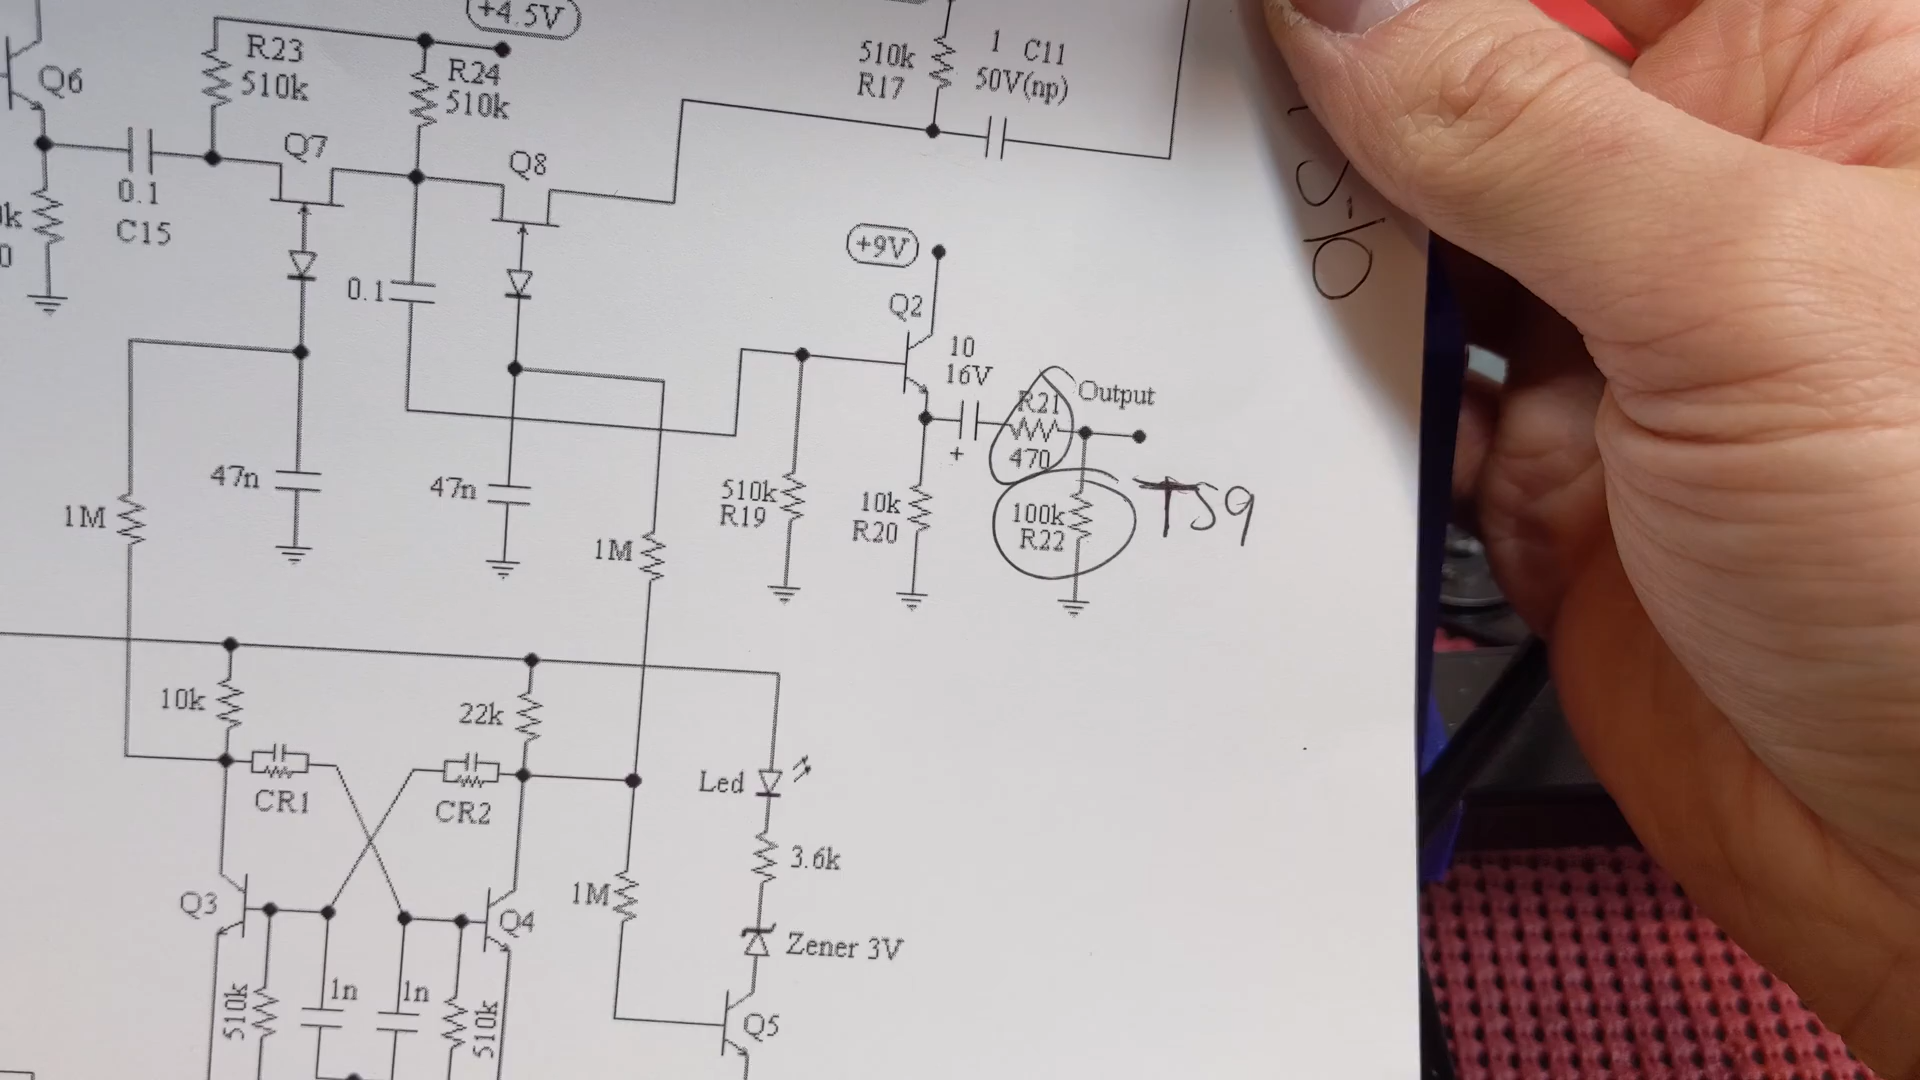 +4.5V
R23
510k
R24
510k
Q6
Q7
Q8
0.1
C15
510k
R17
1 C11
50V(np)
0.1
+9V
Q2
10
16V
+
R21
470
Output
TS9
100k
R22
510k
R19
10k
R20
47n
47n
1M
1M
10k
22k
CR1
CR2
Led
3.6k
Zener 3V
1M
Q3
Q4
Q5
510k
1n
1n
510k